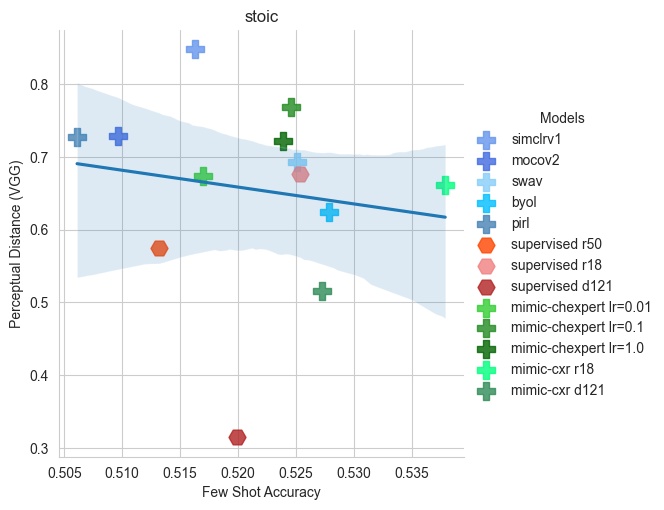 stoic
Perceptual Distance (VGG)
0.8
0.7
0.6
0.5
0.4
0.3
0.505 0.510 0.515 0.520 0.525 0.530 0.535
Few Shot Accuracy
Models
simclrv1
mocov2
swav
byol
pirl
supervised r50
supervised r18
supervised d121
mimic-chexpert lr=0.01
mimic-chexpert lr=0.1
mimic-chexpert lr=1.0
mimic-cxr r18
mimic-cxr d121